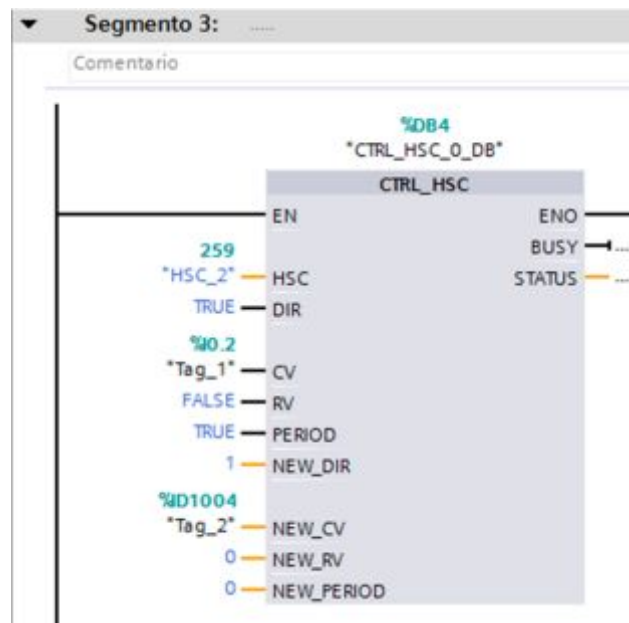 Segmento 3: .....
Comentario
%DB4
"CTRL_HSC_0_DB"
CTRL_HSC
EN ENO
BUSY ...
259
"HSC_2" HSC STATUS ...
TRUE DIR
%I0.2
"Tag_1" CV
FALSE RV
TRUE PERIOD
1 NEW_DIR
%ID1004
"Tag_2" NEW_CV
0 NEW_RV
0 NEW_PERIOD